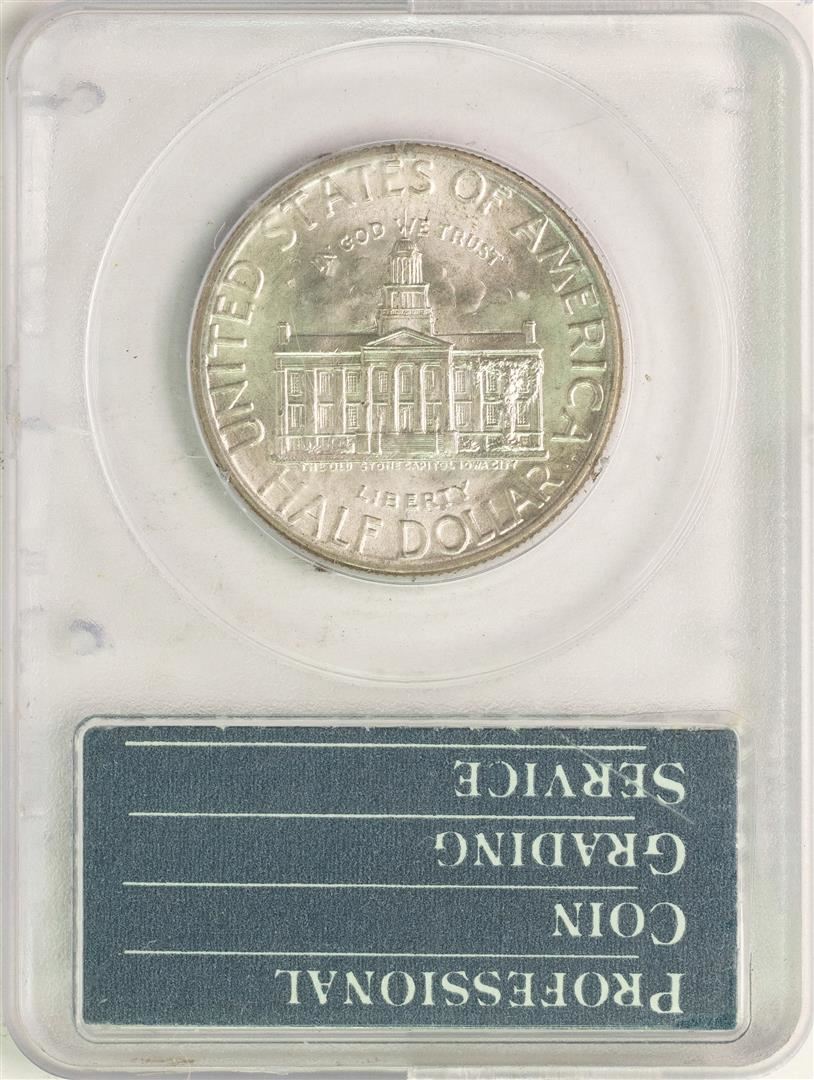 UNITED STATES OF AMERICA
IN GOD WE TRUST
THE OLD STONE CAPITOL IOWA CITY
LIBERTY
HALF DOLLAR
PROFESSIONAL
COIN
GRADING
SERVICE